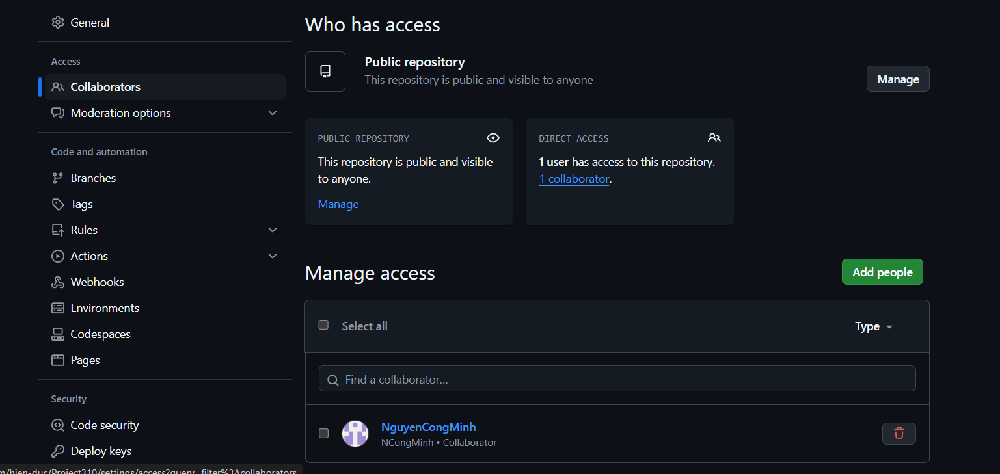 General
Access
Collaborators
Moderation options
Code and automation
Branches
Tags
Rules
Actions
Webhooks
Environments
Codespaces
Pages
Security
Code security
Deploy keys
Who has access
Public repository
This repository is public and visible to anyone
Manage
PUBLIC REPOSITORY
This repository is public and visible
to anyone.
Manage
DIRECT ACCESS
1 user has access to this repository.
1 collaborator.
Manage access
Add people
Select all
Type
Find a collaborator...
NguyenCongMinh
NCongMinh • Collaborator
m/hien-duc/Project310/settings/access?query=filter%3Acollaborators